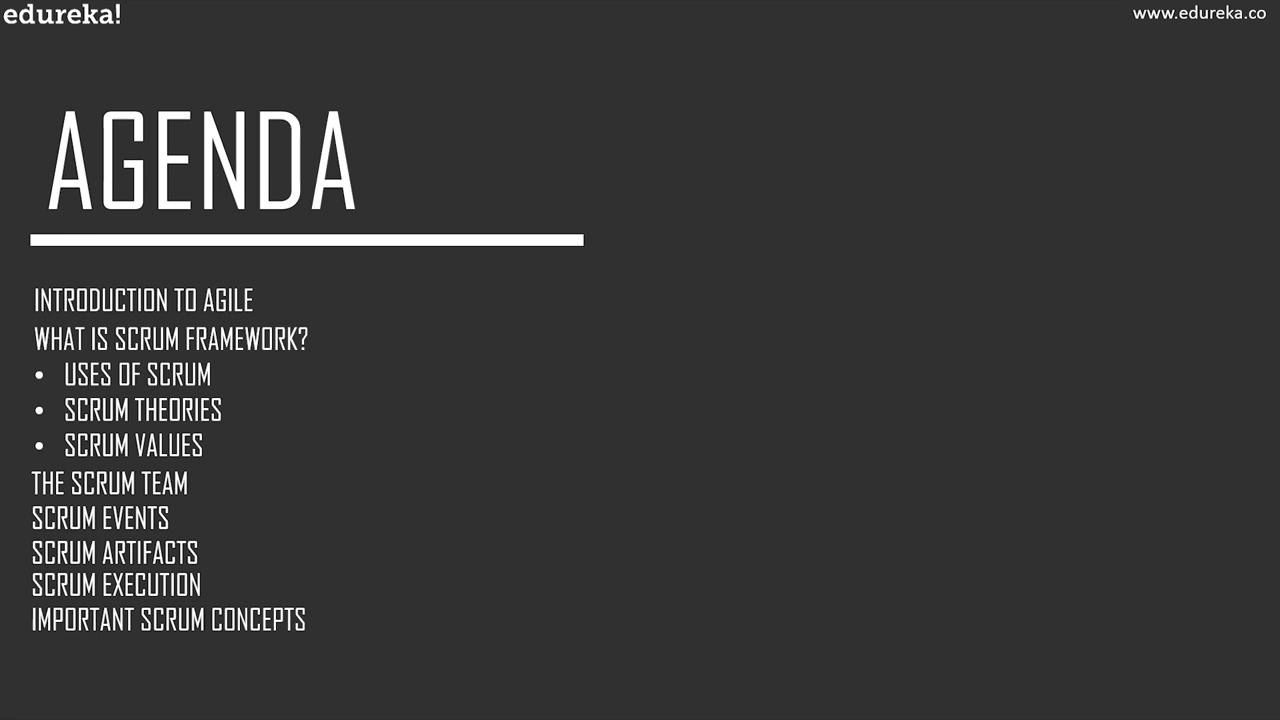 edureka!
www.edureka.co
AGENDA
INTRODUCTION TO AGILE
WHAT IS SCRUM FRAMEWORK?
• USES OF SCRUM
• SCRUM THEORIES
• SCRUM VALUES
THE SCRUM TEAM
SCRUM EVENTS
SCRUM ARTIFACTS
SCRUM EXECUTION
IMPORTANT SCRUM CONCEPTS